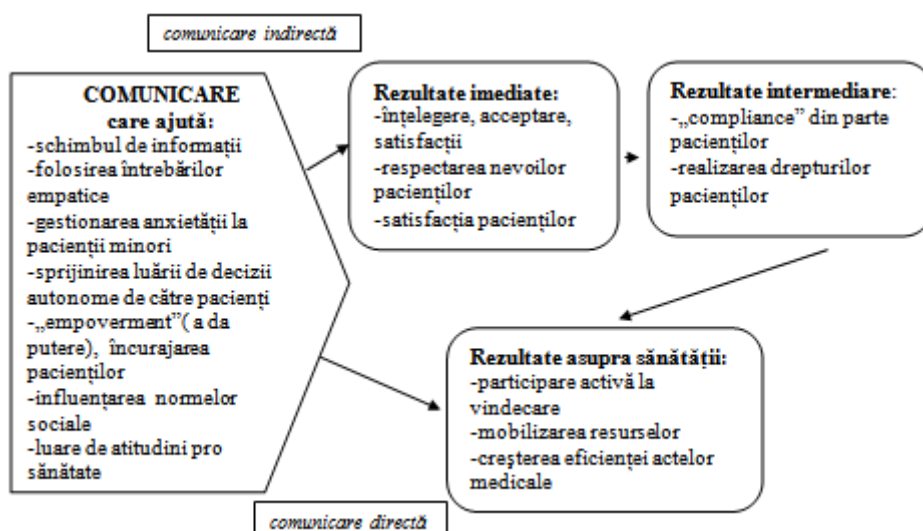 comunicare indirectă
COMUNICARE
care ajută:
-schimbul de informații
-folosirea întrebărilor
empatice
-gestionarea anxietății la
pacienții minori
-sprijinirea luării de decizii
autonome de către pacienți
-„empoverment”( a da
putere), încurajarea
pacienților
-influențarea normelor
sociale
-luare de atitudini pro
sănătate
Rezultate imediate:
-înțelegere, acceptare,
satisfacții
-respectarea nevoilor
pacienților
-satisfacția pacienților
Rezultate intermediare:
-„compliance” din partea
pacienților
-realizarea drepturilor
pacienților
Rezultate asupra sănătății:
-participare activă la
vindecare
-mobilizarea resurselor
-creşterea eficienței actelor
medicale
comunicare directă